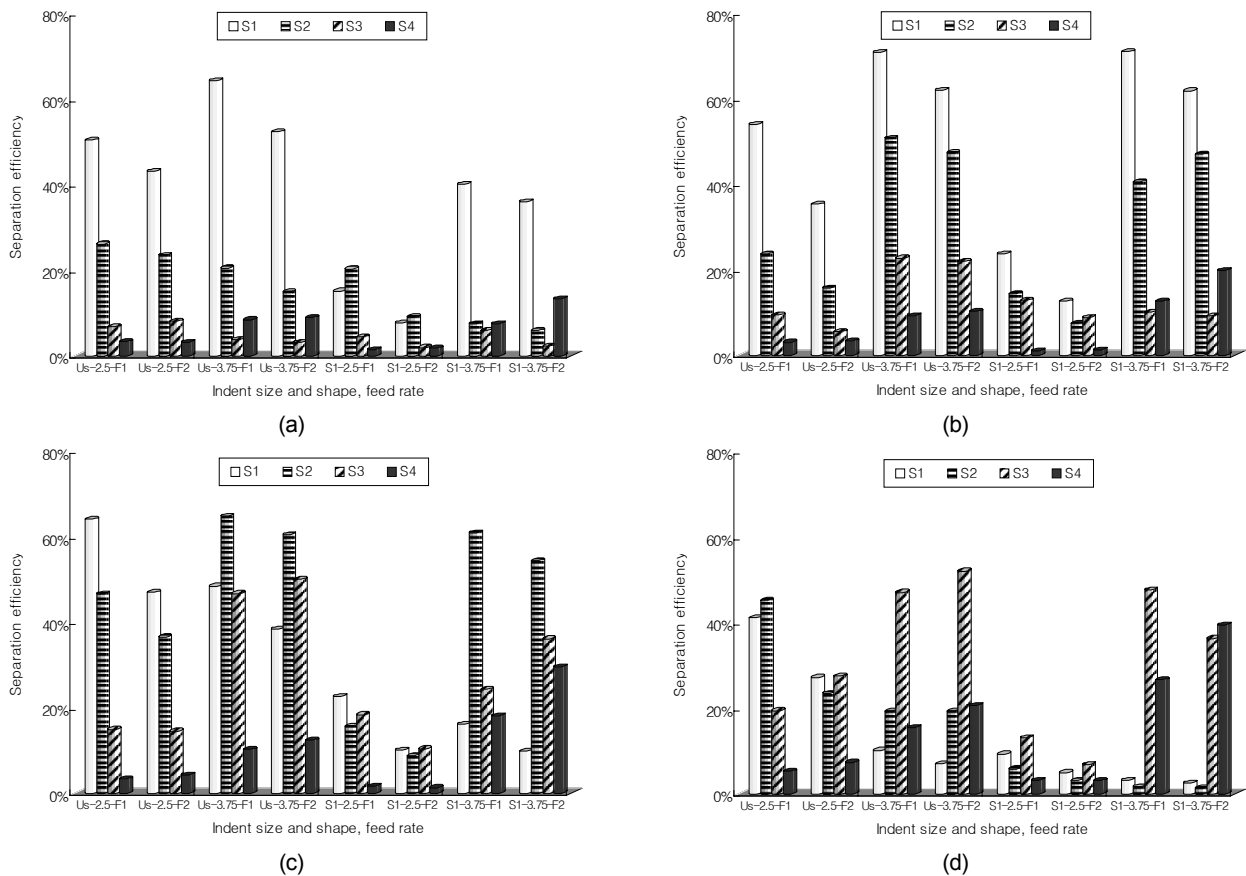 80%
60%
40%
20%
0%
Separation efficiency
S1 S2 S3 S4
Us-2.5-F1 Us-2.5-F2 Us-3.75-F1 Us-3.75-F2 S1-2.5-F1 S1-2.5-F2 S1-3.75-F1 S1-3.75-F2
Indent size and shape, feed rate
(a)
80%
60%
40%
20%
0%
Separation efficiency
S1 S2 S3 S4
Us-2.5-F1 Us-2.5-F2 Us-3.75-F1 Us-3.75-F2 S1-2.5-F1 S1-2.5-F2 S1-3.75-F1 S1-3.75-F2
Indent size and shape, feed rate
(b)
80%
60%
40%
20%
0%
Separation efficiency
S1 S2 S3 S4
Us-2.5-F1 Us-2.5-F2 Us-3.75-F1 Us-3.75-F2 S1-2.5-F1 S1-2.5-F2 S1-3.75-F1 S1-3.75-F2
Indent size and shape, feed rate
(c)
80%
60%
40%
20%
0%
Separation efficiency
S1 S2 S3 S4
Us-2.5-F1 Us-2.5-F2 Us-3.75-F1 Us-3.75-F2 S1-2.5-F1 S1-2.5-F2 S1-3.75-F1 S1-3.75-F2
Indent size and shape, feed rate
(d)